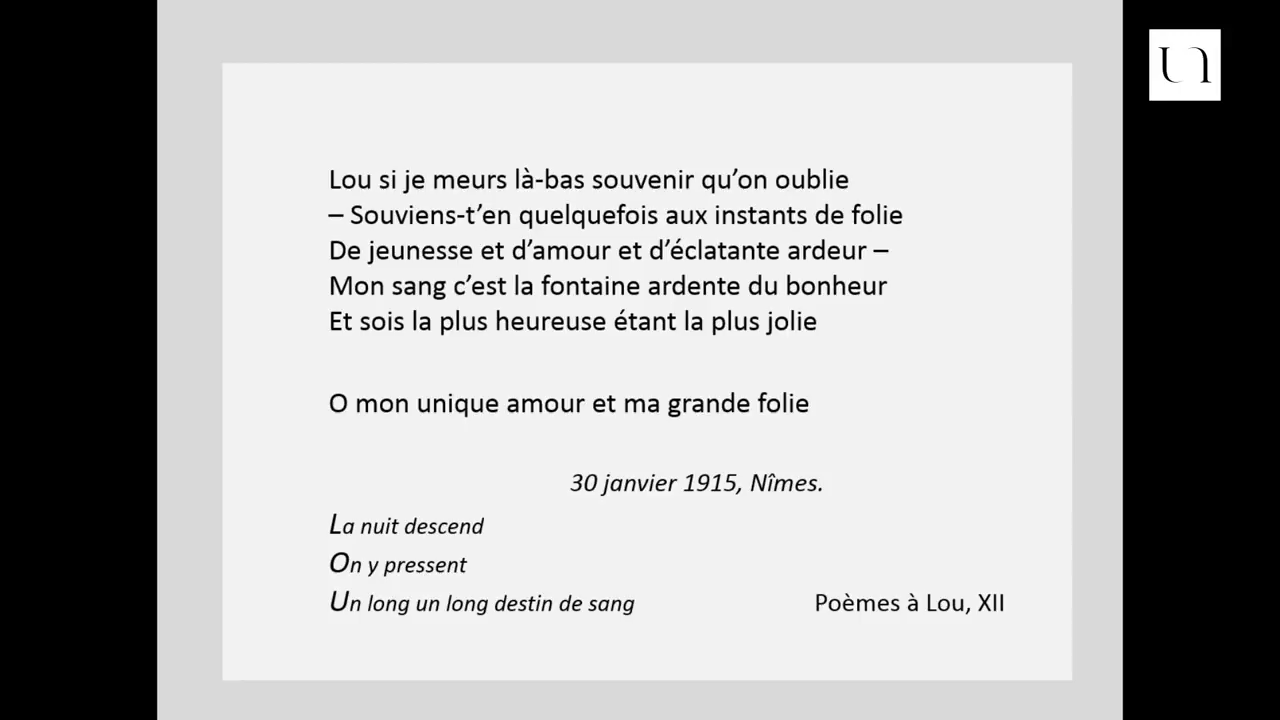 Lou si je meurs là-bas souvenir qu’on oublie
– Souviens-t’en quelquefois aux instants de folie
De jeunesse et d’amour et d’éclatante ardeur –
Mon sang c’est la fontaine ardente du bonheur
Et sois la plus heureuse étant la plus jolie
O mon unique amour et ma grande folie
30 janvier 1915, Nîmes.
La nuit descend
On y pressent
Un long un long destin de sang
Poèmes à Lou, XII